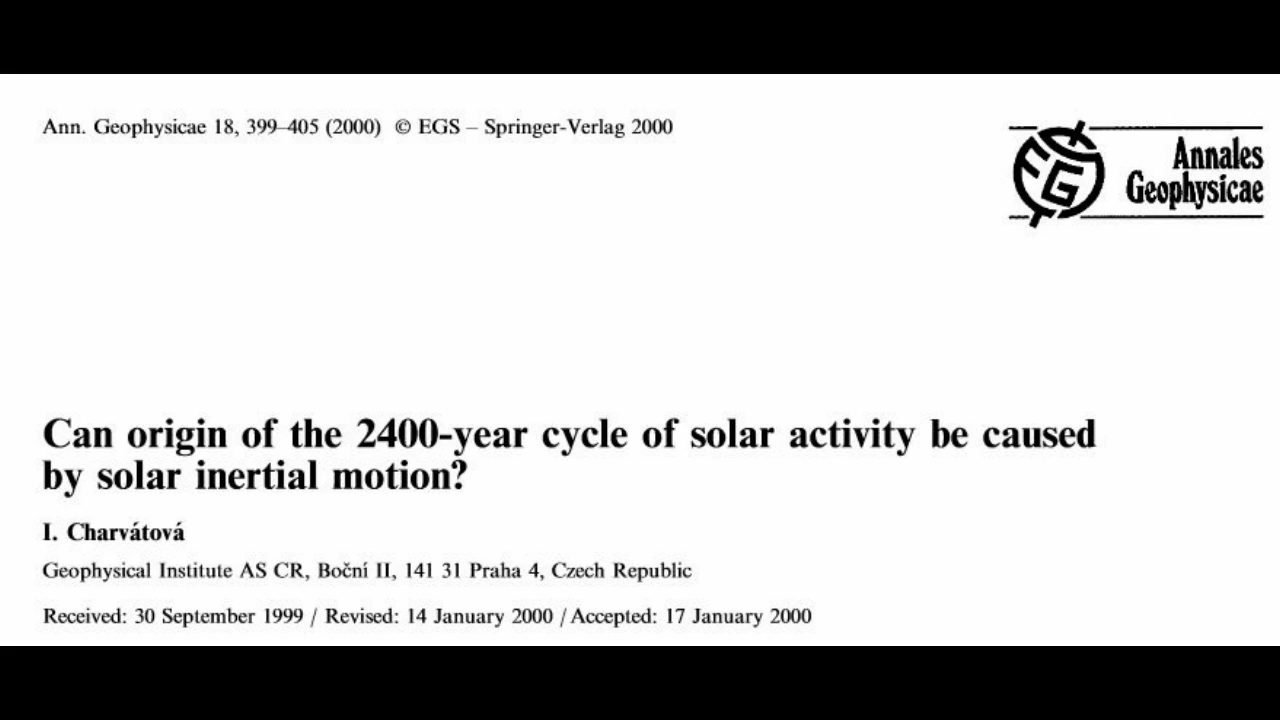 Ann. Geophysicae 18, 399–405 (2000) © EGS – Springer-Verlag 2000
EG
Annales
Geophysicae
Can origin of the 2400-year cycle of solar activity be caused
by solar inertial motion?
I. Charvátová
Geophysical Institute AS CR, Boční II, 141 31 Praha 4, Czech Republic
Received: 30 September 1999 / Revised: 14 January 2000 / Accepted: 17 January 2000